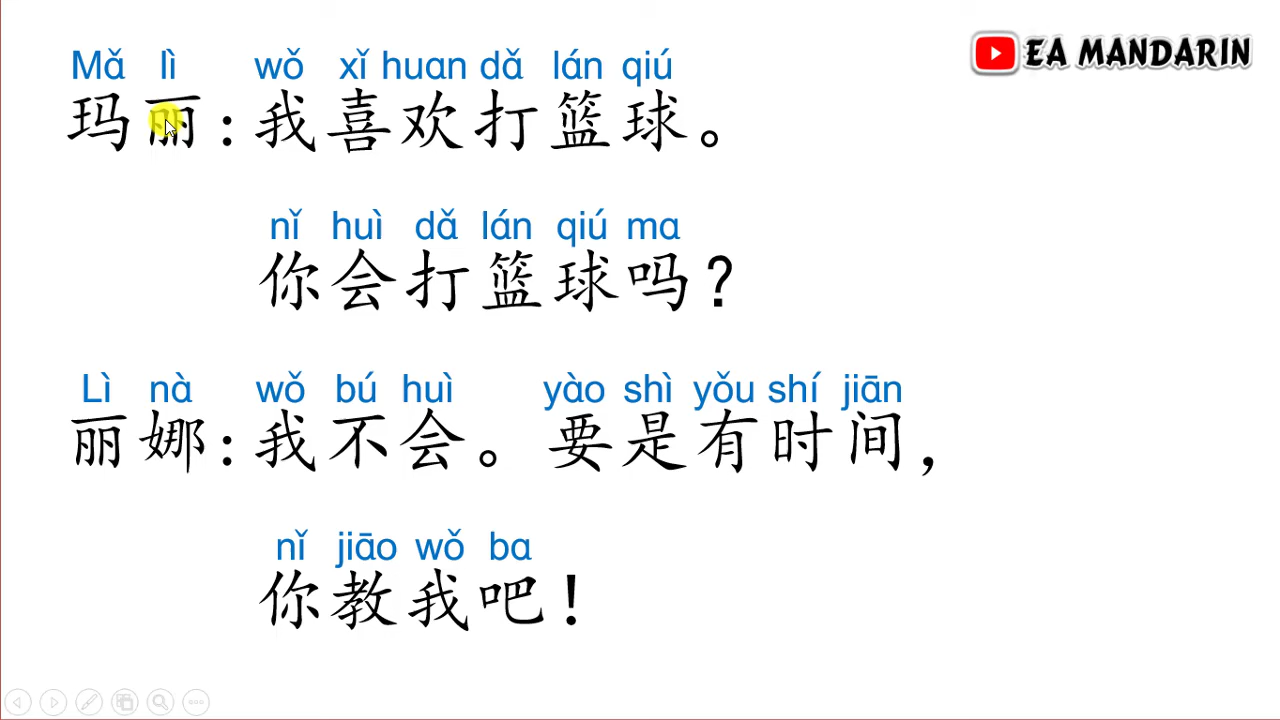 EA MANDARIN
Mǎ lì wǒ xǐ huan dǎ lán qiú
玛丽：我喜欢打篮球。
nǐ huì dǎ lán qiú ma
你会打篮球吗？
Lì nà wǒ bú huì yào shì yǒu shí jiān
丽娜：我不会。要是有时间，
nǐ jiāo wǒ ba
你教我吧！